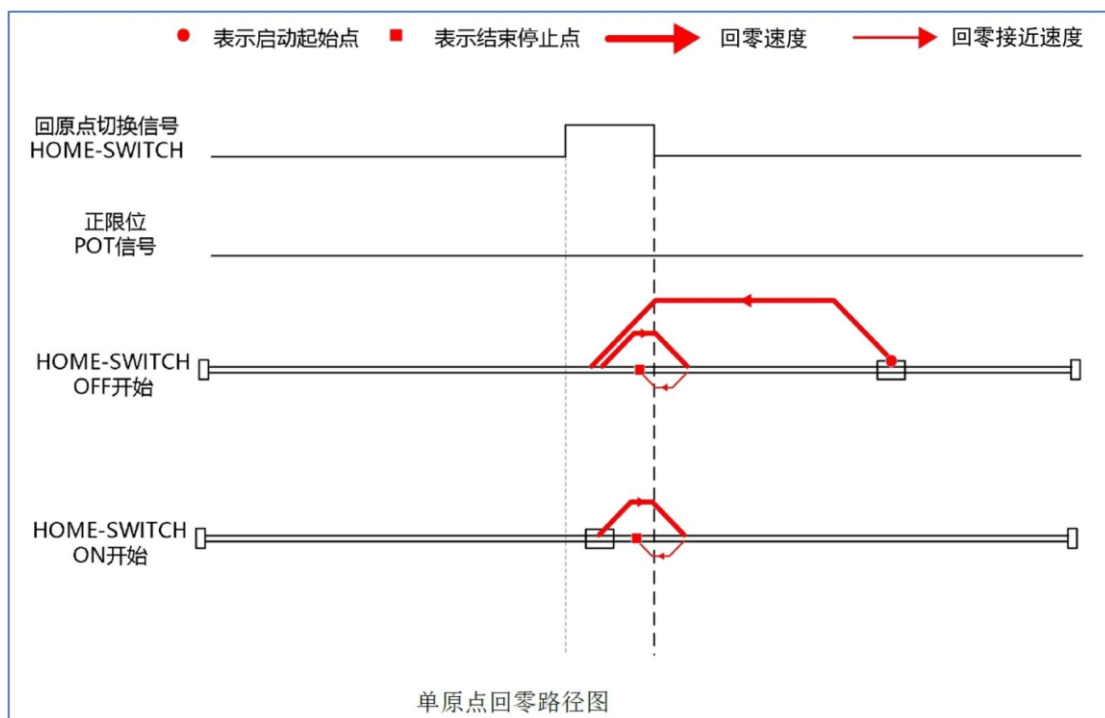 表示启动起始点 表示结束停止点 回零速度 回零接近速度
回原点切换信号
HOME-SWITCH
正限位
POT信号
HOME-SWITCH
OFF开始
HOME-SWITCH
ON开始
单原点回零路径图